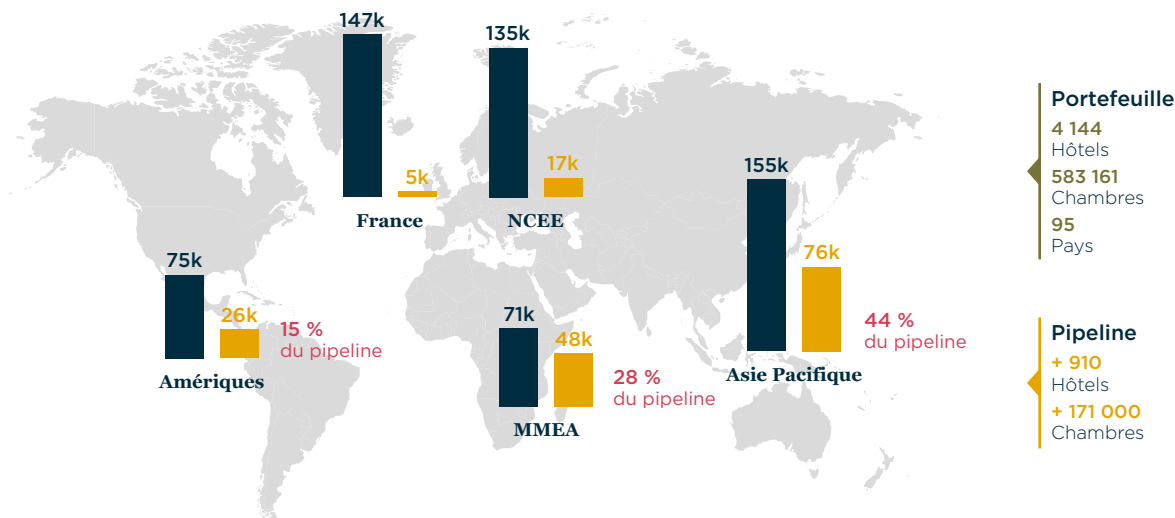 147k
5k
France
135k
17k
NCEE
75k
26k
15 %
du pipeline
Amériques
71k
48k
28 %
du pipeline
MMEA
155k
76k
44 %
du pipeline
Asie Pacifique
Portefeuille
4 144
Hôtels
583 161
Chambres
95
Pays
Pipeline
+ 910
Hôtels
+ 171 000
Chambres